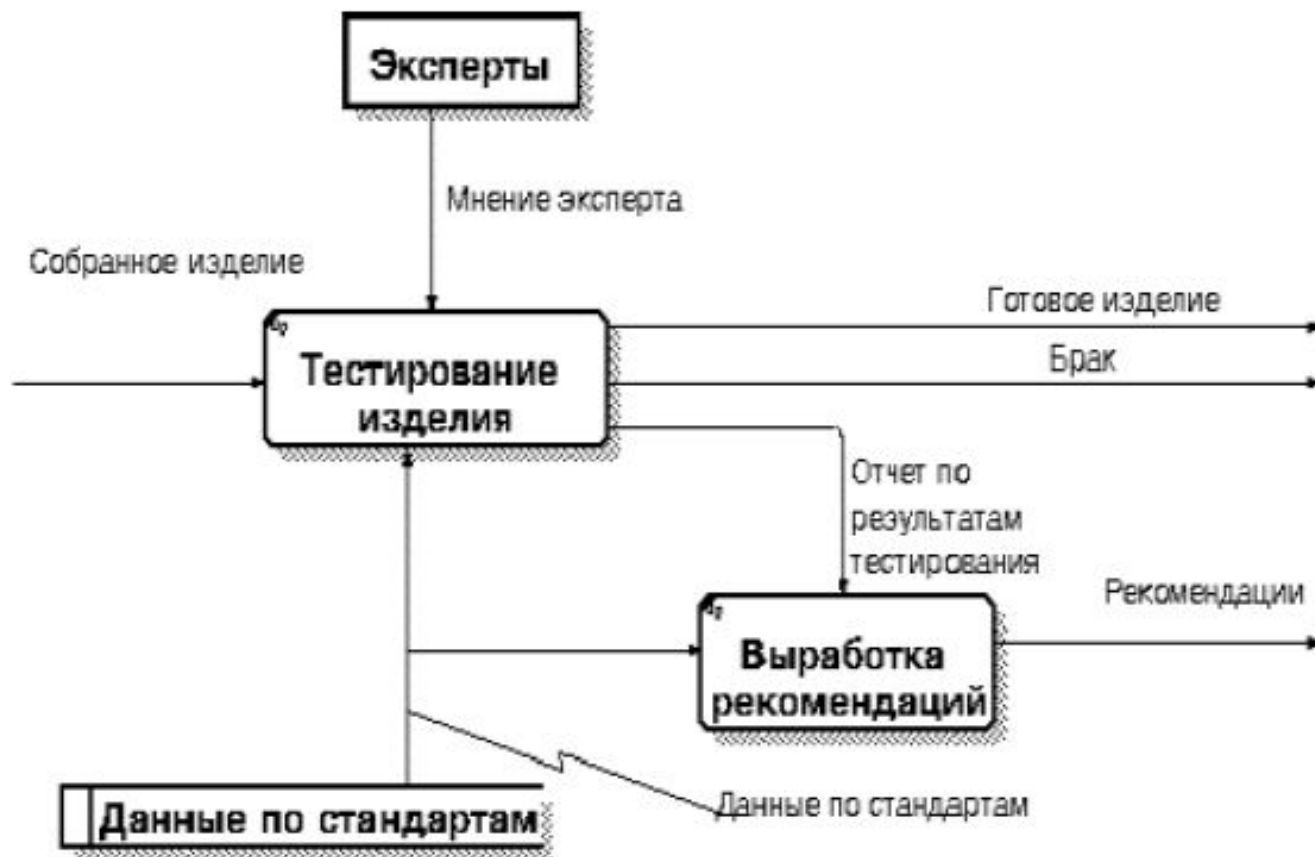 Эксперты
Мнение эксперта
Собранное изделие
Готовое изделие
Брак
Тестирование
изделия
Отчет по
результатам
тестирования
Рекомендации
Выработка
рекомендаций
Данные по стандартам
Данные по стандартам